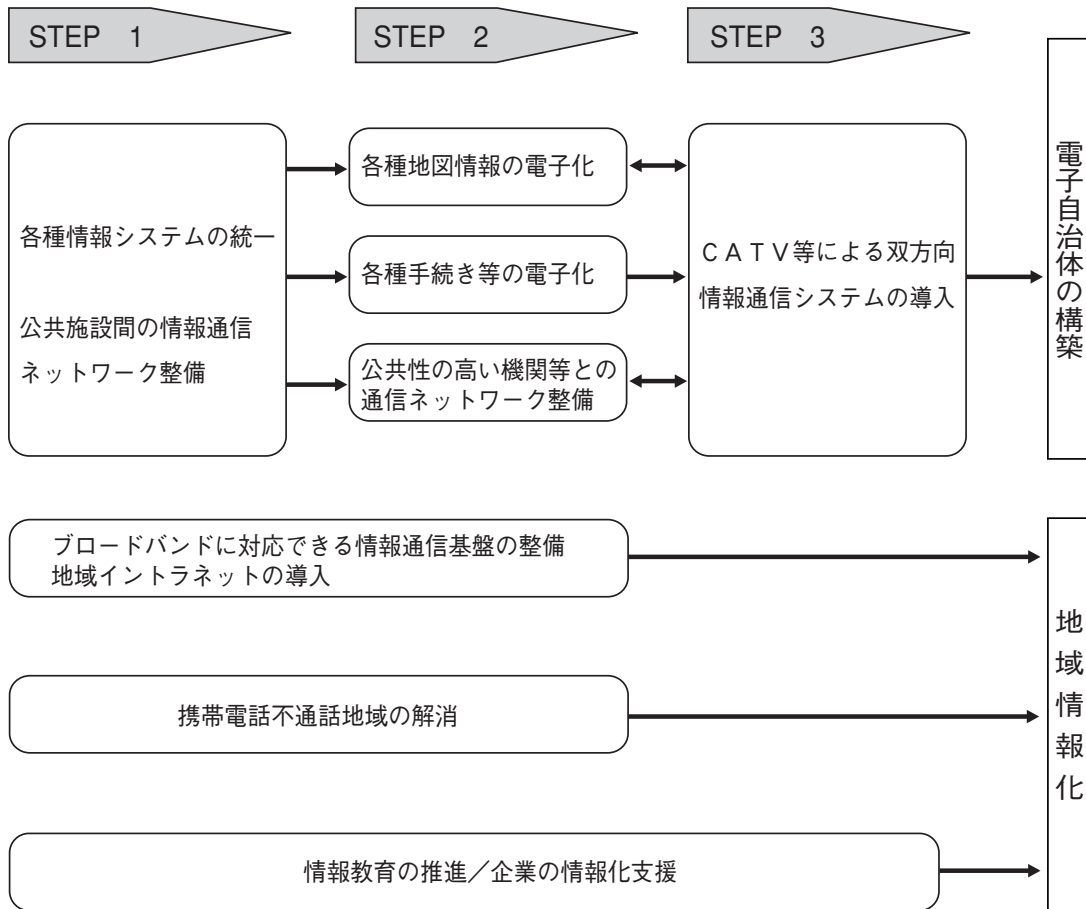 STEP 1
STEP 2
STEP 3
各種情報システムの統一
公共施設間の情報通信
ネットワーク整備
各種地図情報の電子化
各種手続き等の電子化
公共性の高い機関等との
通信ネットワーク整備
ＣＡＴＶ等による双方向
情報通信システムの導入
電子自治体の構築
ブロードバンドに対応できる情報通信基盤の整備
地域イントラネットの導入
携帯電話不通話地域の解消
情報教育の推進／企業の情報化支援
地域情報化